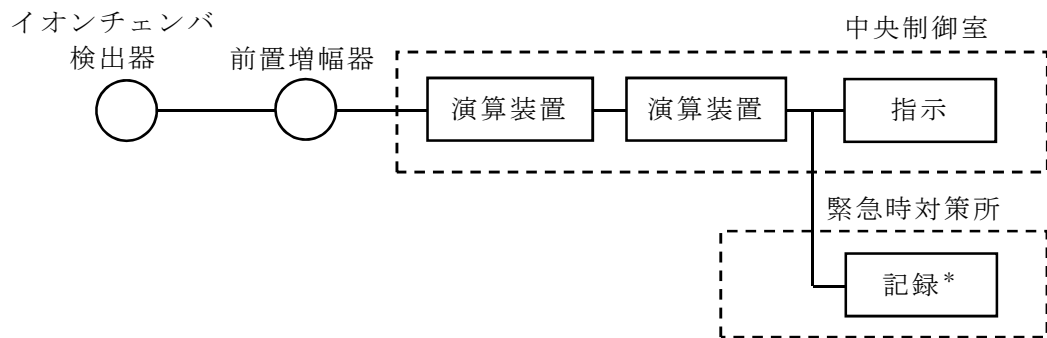 イオンチェンバ
検出器
前置増幅器
中央制御室
演算装置
演算装置
指示
緊急時対策所
記録*